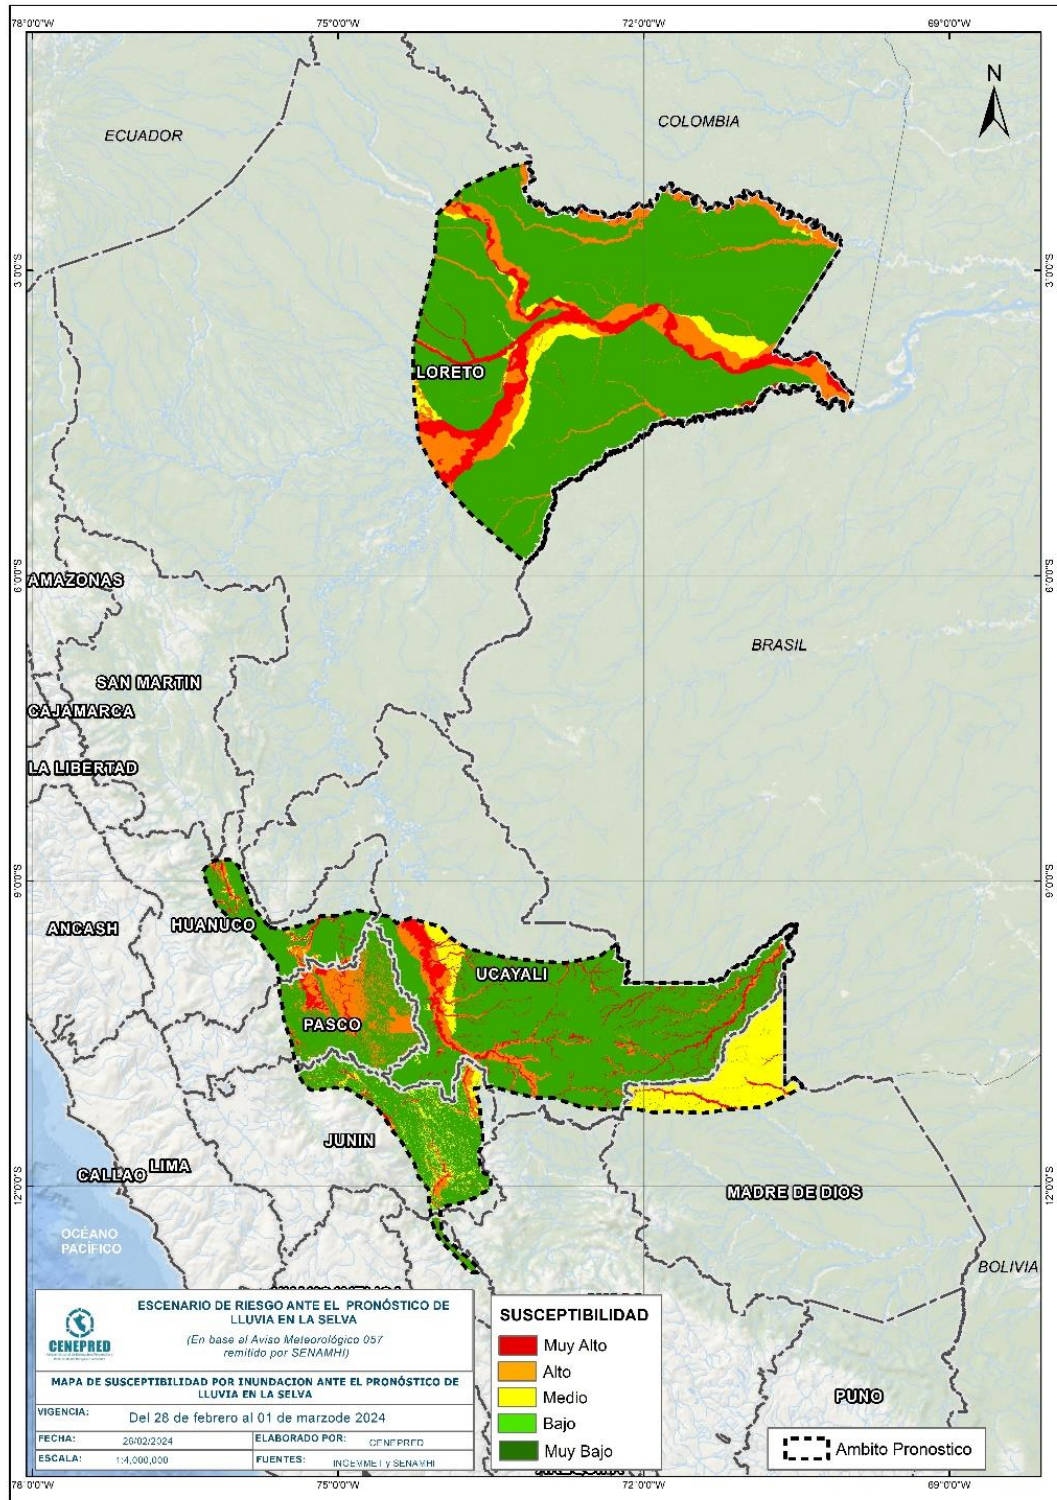 78°0'0"W
75°0'0"W
72°0'0"W
69°0'0"W
N
COLOMBIA
ECUADOR
3°0'0"S
3°0'0"S
LORETO
6°0'0"S
6°0'0"S
AMAZONAS
BRASIL
SAN MARTIN
CAJAMARCA
LA LIBERTAD
9°0'0"S
9°0'0"S
ANCASH
HUANUCO
UCAYALI
PASCO
JUNIN
LIMA
CALLAO
12°0'0"S
12°0'0"S
MADRE DE DIOS
OCÉANO
PACÍFICO
BOLIVIA
PUNO
CENEPRED
ESCENARIO DE RIESGO ANTE EL PRONÓSTICO DE
LLUVIA EN LA SELVA
(En base al Aviso Meteorológico 057
remitido por SENAMHI)
MAPA DE SUSCEPTIBILIDAD POR INUNDACION ANTE EL PRONÓSTICO DE
LLUVIA EN LA SELVA
VIGENCIA: Del 28 de febrero al 01 de marzode 2024
FECHA: 26/02/2024 ELABORADO POR: CENEPRED
ESCALA: 1:4,000,000 FUENTES: INGEMMET y SENAMHI
SUSCEPTIBILIDAD
Muy Alto
Alto
Medio
Bajo
Muy Bajo
Ambito Pronostico
78°0'0"W
75°0'0"W
72°0'0"W
69°0'0"W